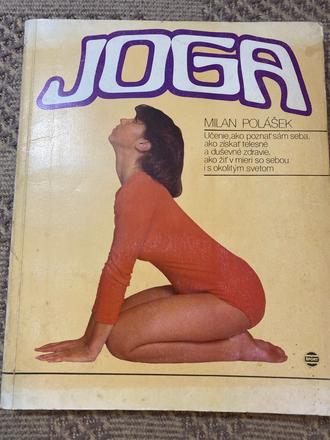 JOGA
MILAN POLÁŠEK
Učenie, ako poznať sám seba,
ako získať telesné
a duševné zdravie,
ako žiť v mieri so sebou
i s okolitým svetom
ŠPORT